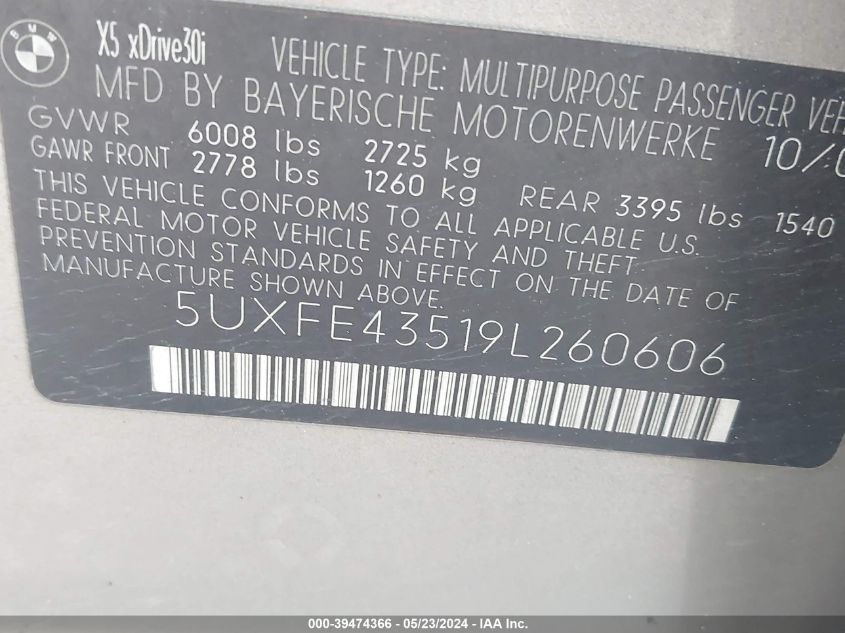 BMW
X5 xDrive30i VEHICLE TYPE: MULTIPURPOSE PASSENGER
MFD BY BAYERISCHE MOTORENWERKE 10/
GVWR 6008 lbs 2725 kg
GAWR FRONT 2778 lbs 1260 kg REAR 3395 lbs 1540
THIS VEHICLE CONFORMS TO ALL APPLICABLE U.S.
FEDERAL MOTOR VEHICLE SAFETY AND THEFT
PREVENTION STANDARDS IN EFFECT ON THE DATE OF
MANUFACTURE SHOWN ABOVE.
5UXFE43519L260606
000-39474366 - 05/23/2024 - IAA Inc.